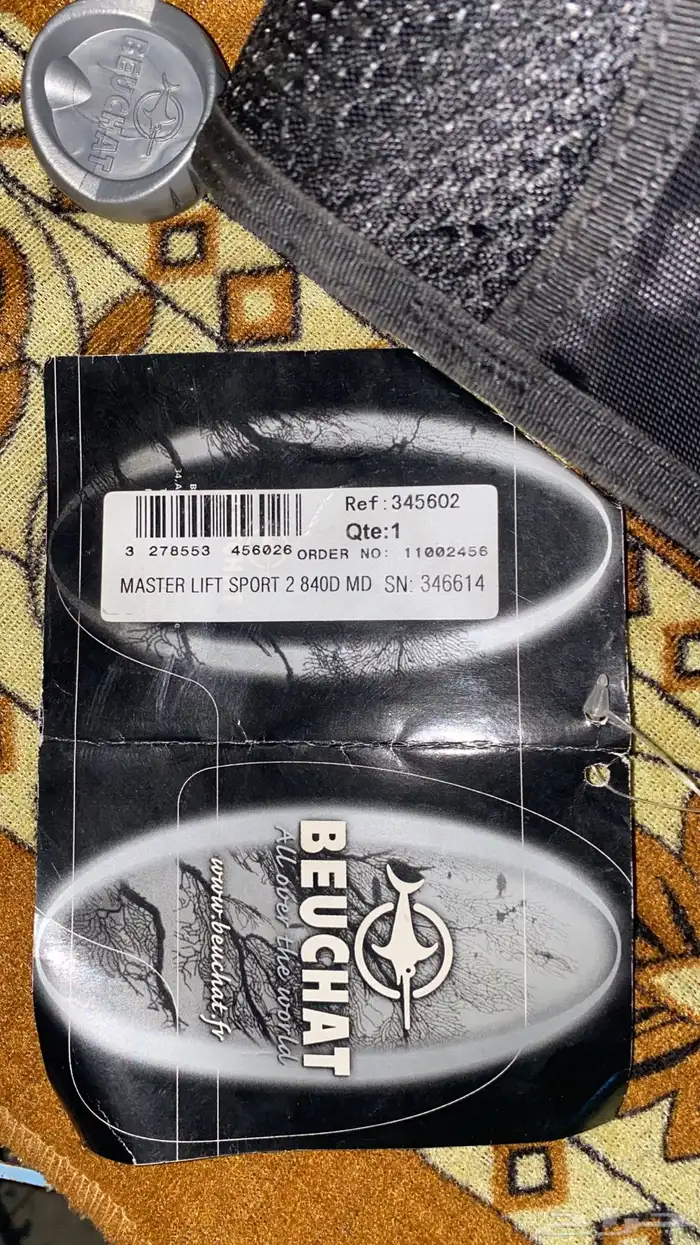 BEUCHAT
Ref:345602
Qte:1
3 278553 456026
ORDER NO: 11002456
MASTER LIFT SPORT 2 840D MD SN: 346614
BEUCHAT
All over the world
www.beuchat.fr